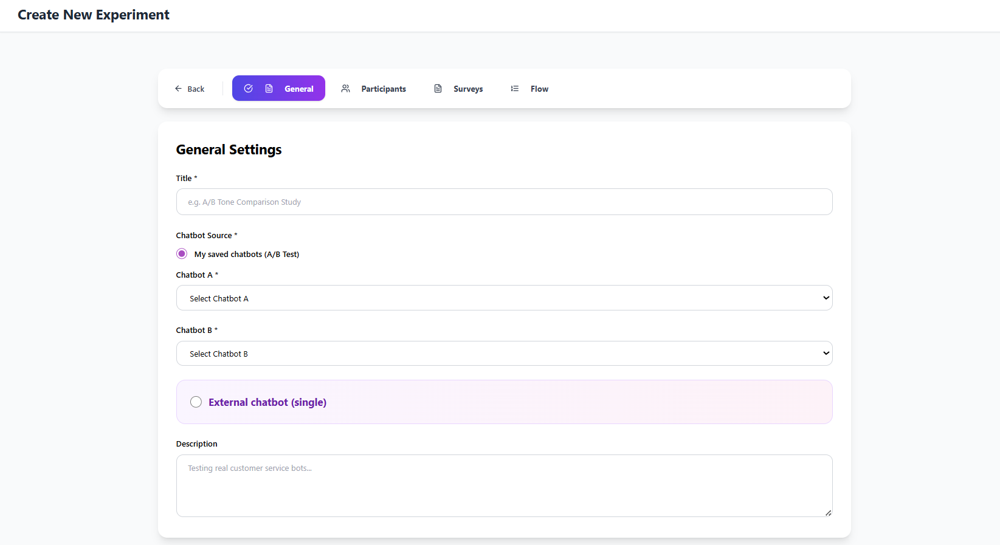 Create New Experiment
Back
General
Participants
Surveys
Flow
General Settings
Title *
e.g. A/B Tone Comparison Study
Chatbot Source *
My saved chatbots (A/B Test)
Chatbot A *
Select Chatbot A
Chatbot B *
Select Chatbot B
External chatbot (single)
Description
Testing real customer service bots...